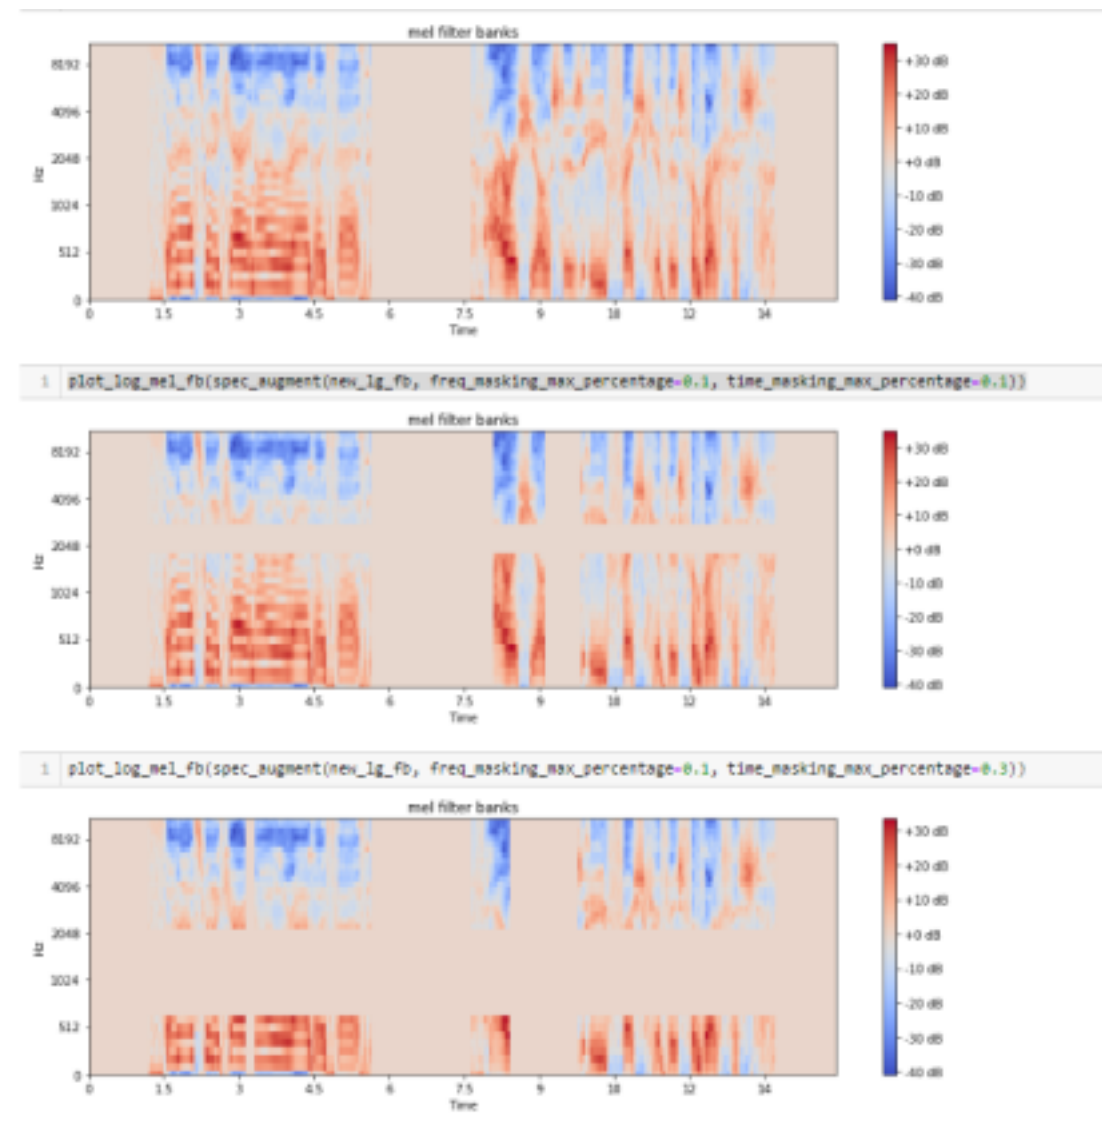 mel filter banks
8192
4096
2048
1024
512
0
Hz
0 1.5 3 4.5 6 7.5 9 10 12 14
Time
+30 dB
+20 dB
+10 dB
+0 dB
-10 dB
-20 dB
-30 dB
-40 dB
1 plot_log_mel_fb(spec_augment(new_lg_fb, freq_masking_max_percentage=0.1, time_masking_max_percentage=0.1))
mel filter banks
8192
4096
2048
1024
512
0
Hz
0 1.5 3 4.5 6 7.5 9 10 12 14
Time
+30 dB
+20 dB
+10 dB
+0 dB
-10 dB
-20 dB
-30 dB
-40 dB
1 plot_log_mel_fb(spec_augment(new_lg_fb, freq_masking_max_percentage=0.1, time_masking_max_percentage=0.3))
mel filter banks
8192
4096
2048
1024
512
0
Hz
0 1.5 3 4.5 6 7.5 9 10 12 14
Time
+30 dB
+20 dB
+10 dB
+0 dB
-10 dB
-20 dB
-30 dB
-40 dB